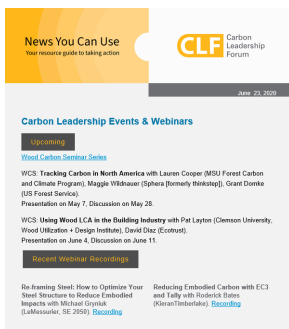 News You Can Use
Your resource guide to taking action
CLF Carbon
Leadership
Forum
June 23, 2020
Carbon Leadership Events & Webinars
Upcoming
Wood Carbon Seminar Series
WCS: Tracking Carbon in North America with Lauren Cooper (MSU Forest Carbon
and Climate Program), Maggie Wildnauer (Sphera [formerly thinkstep]), Grant Domke
(US Forest Service).
Presentation on May 7, Discussion on May 28.
WCS: Using Wood LCA in the Building Industry with Pat Layton (Clemson University,
Wood Utilization + Design Institute), David Diaz (Ecotrust).
Presentation on June 4, Discussion on June 11.
Recent Webinar Recordings
Re-framing Steel: How to Optimize Your
Steel Structure to Reduce Embodied
Impacts with Michael Gryniuk
(LeMessurier, SE 2050). Recording
Reducing Embodied Carbon with EC3
and Tally with Roderick Bates
(KieranTimberlake). Recording